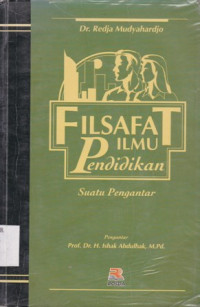 Dr. Redja Mudyahardjo
FILSAFAT
ILMU
Pendidikan
Suatu Pengantar
Pengantar:
Prof. Dr. H. Ishak Abdulhak, M.Pd.